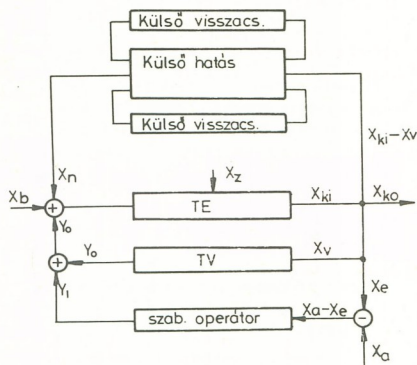 Külső visszacs.
Külső hatás
Külső visszacs.
Xki-Xv
Xn
Xz
Xb
Xki
Xko
TE
Yo
Yo
Xv
TV
Xe
Y1
Xa-Xe
szab. operátor
Xa